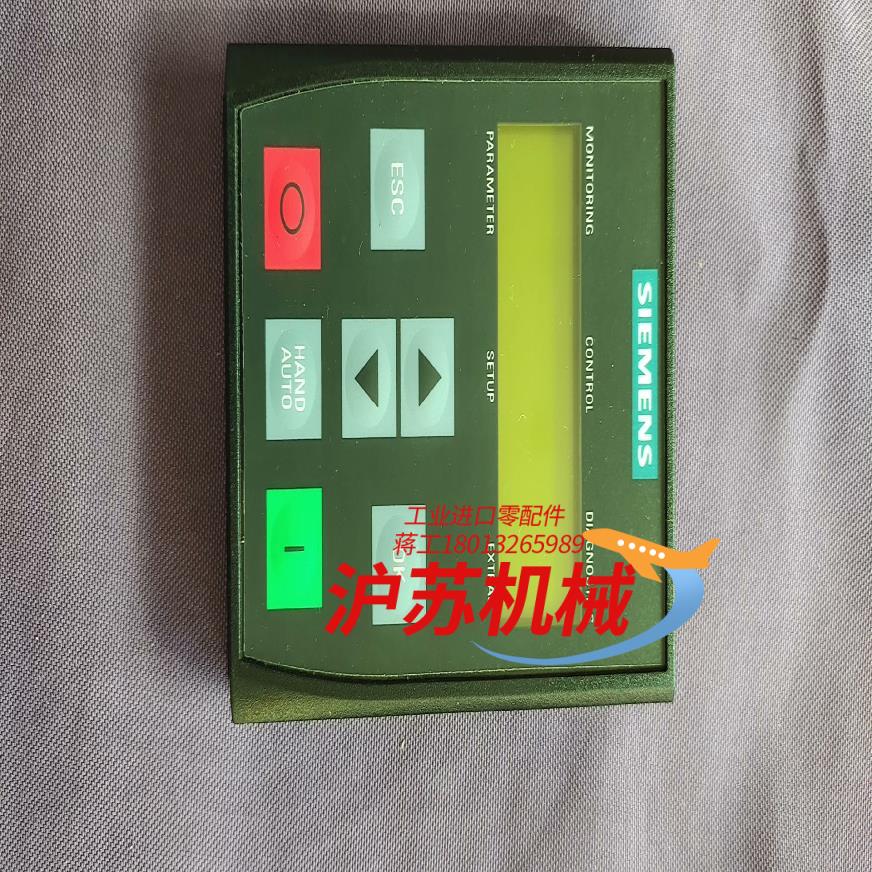 SIEMENS
MONITORING CONTROL
PARAMETER SETUP
ESC
HAND
AUTO
工业进口零配件
蒋工18013265989
沪苏机械